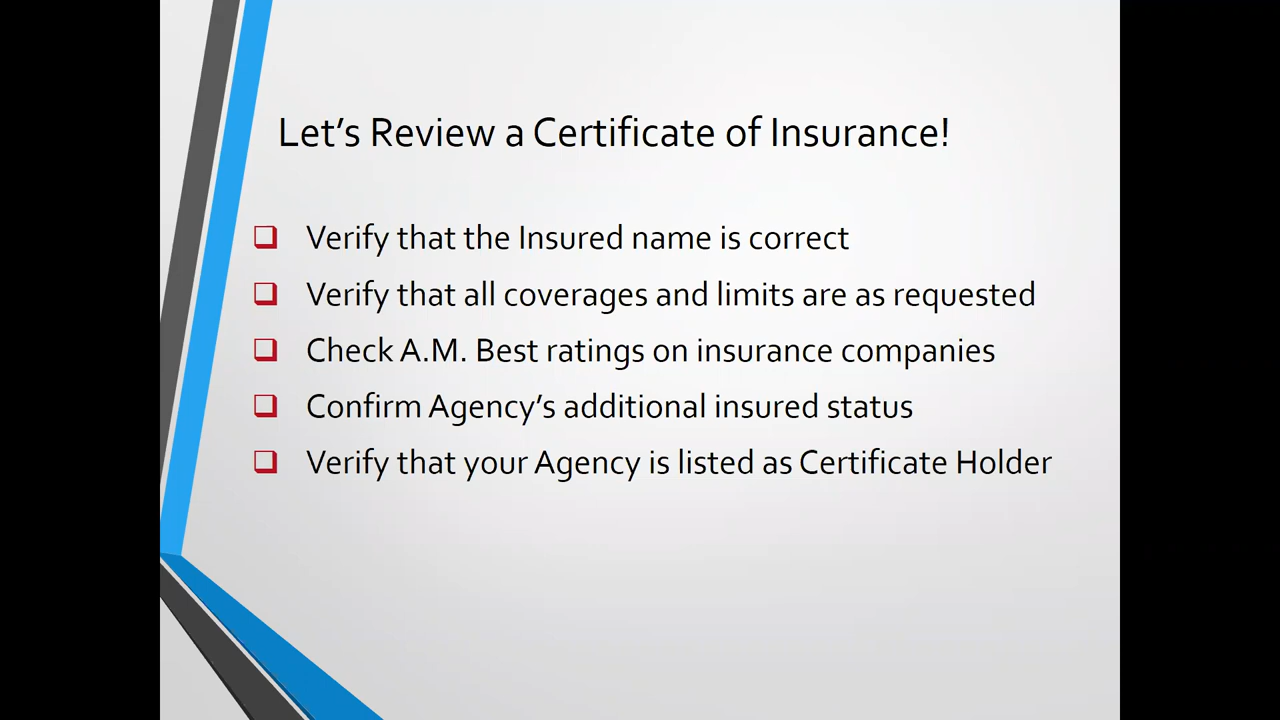 Let's Review a Certificate of Insurance!
Verify that the Insured name is correct
Verify that all coverages and limits are as requested
Check A.M. Best ratings on insurance companies
Confirm Agency's additional insured status
Verify that your Agency is listed as Certificate Holder